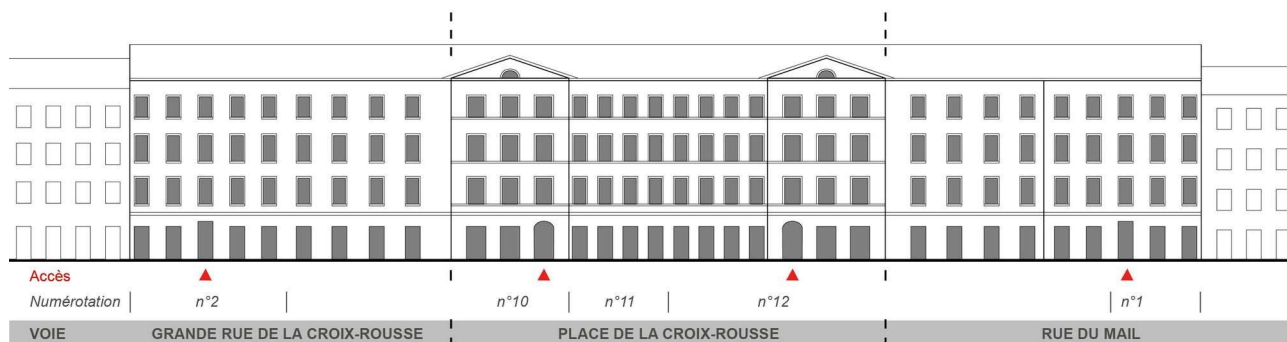 Accès
Numérotation n°2 n°10 n°11 n°12 n°1
VOIE GRANDE RUE DE LA CROIX-ROUSSE PLACE DE LA CROIX-ROUSSE RUE DU MAIL